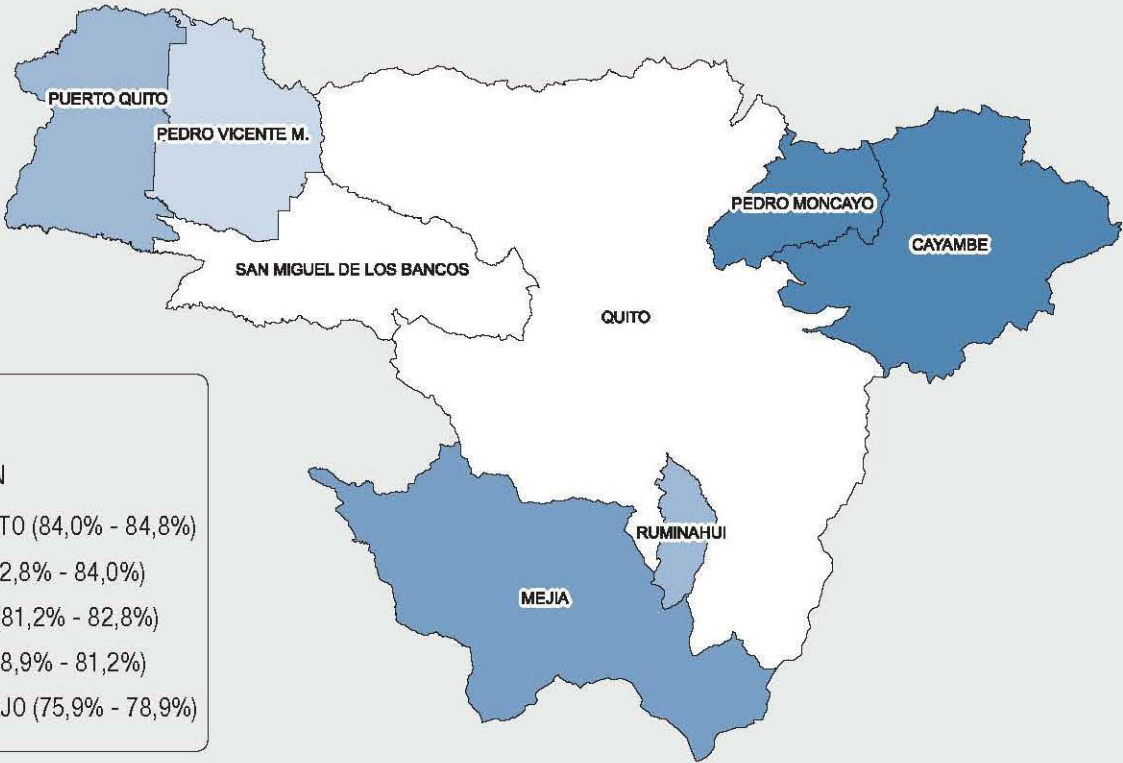 PUERTO QUITO
PEDRO VICENTE M.
PEDRO MONCAYO
CAYAMBE
SAN MIGUEL DE LOS BANCOS
QUITO
RUMINAHUI
MEJIA
N
TO (84,0% - 84,8%)
2,8% - 84,0%)
81,2% - 82,8%)
8,9% - 81,2%)
JO (75,9% - 78,9%)